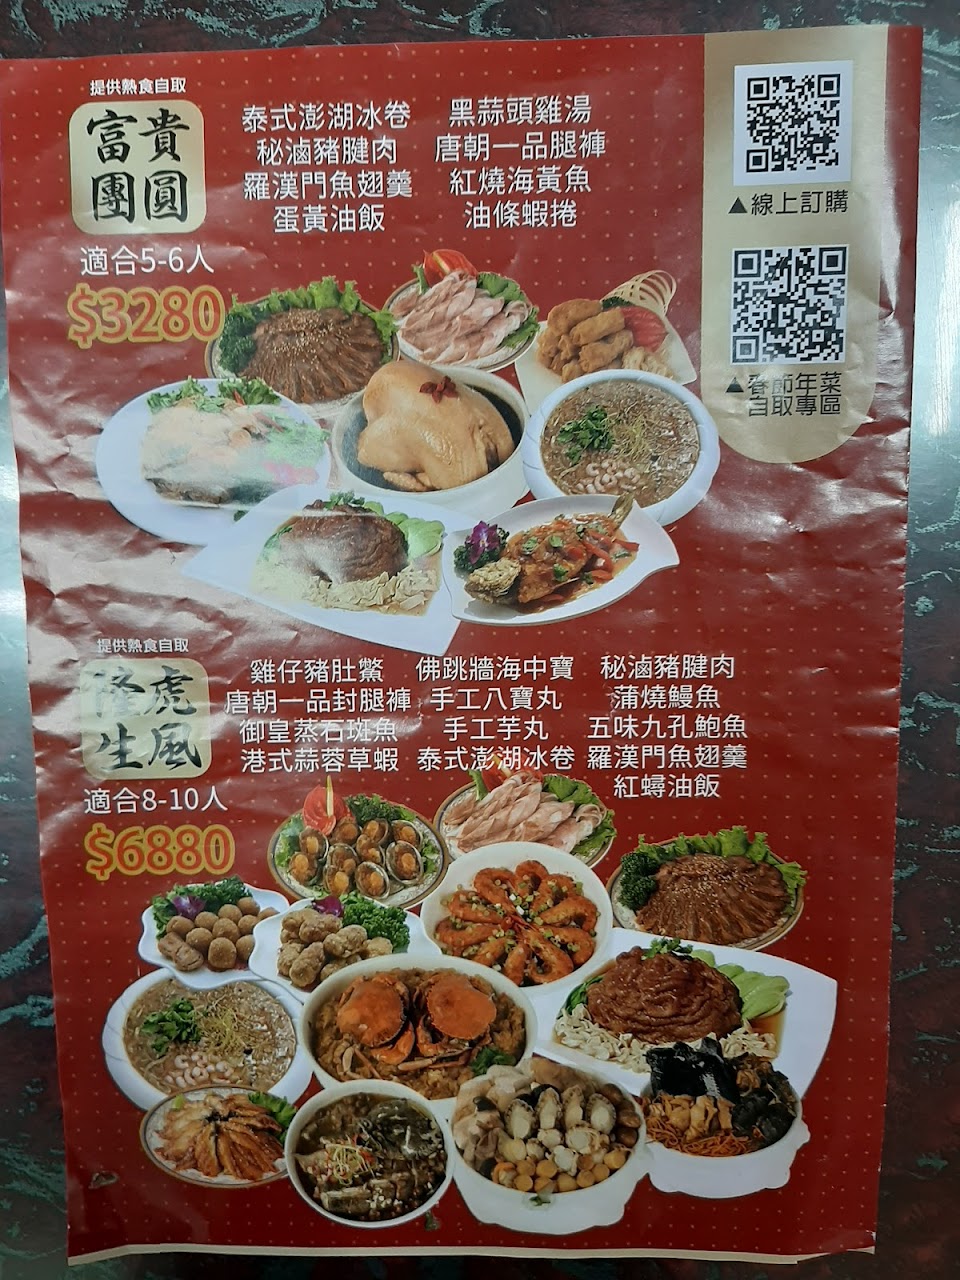 提供熱食自取
富貴
團圓
適合5-6人
$3280
泰式澎湖冰卷
秘滷豬腱肉
羅漢門魚翅羹
蛋黃油飯
黑蒜頭雞湯
唐朝一品腿褲
紅燒海黃魚
油條蝦捲
▲線上訂購
▲春節年菜
自取專區
提供熱食自取
隆虎
生風
適合8-10人
$6880
雞仔豬肚鱉
唐朝一品封腿褲
御皇蒸石斑魚
港式蒜蓉草蝦
佛跳牆海中寶
手工八寶丸
手工芋丸
泰式澎湖冰卷
秘滷豬腱肉
蒲燒鰻魚
五味九孔鮑魚
羅漢門魚翅羹
紅蟳油飯